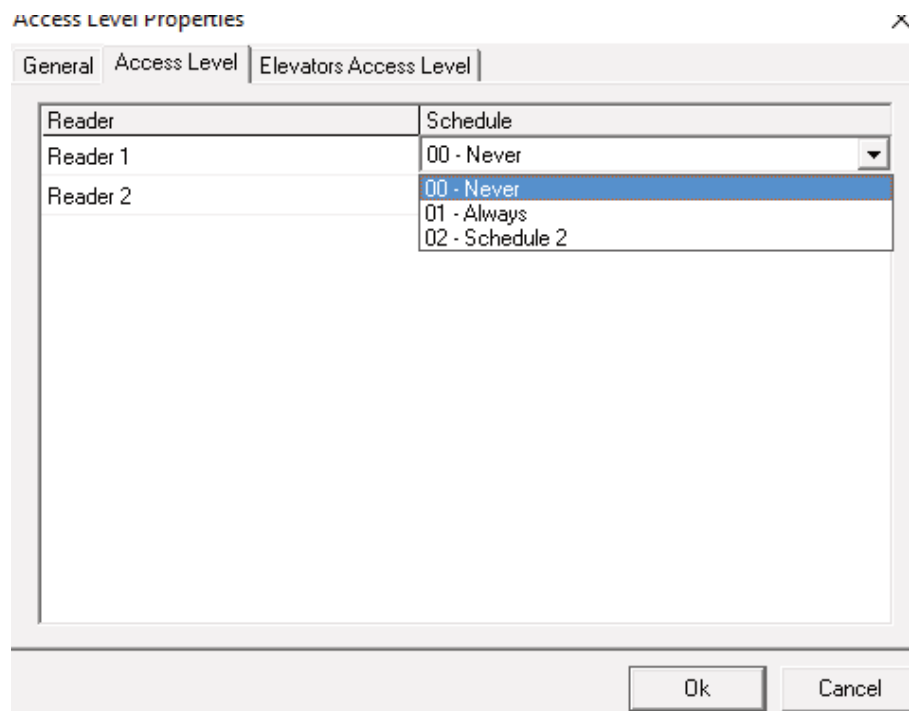 Access Level Properties
General Access Level Elevators Access Level
Reader Schedule
Reader 1 00 - Never
Reader 2 00 - Never
01 - Always
02 - Schedule 2
Ok Cancel